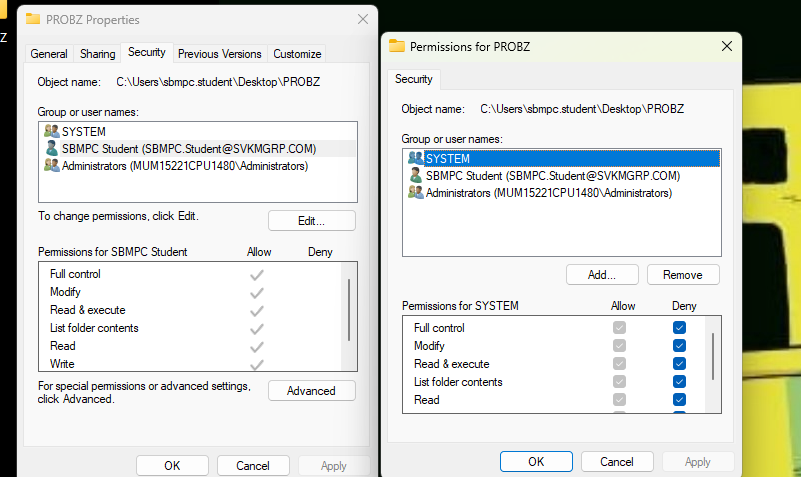 Z
PROBZ Properties
General Sharing Security Previous Versions Customize
Object name: C:\Users\sbmpc.student\Desktop\PROBZ
Group or user names:
SYSTEM
SBMPC Student (SBMPC.Student@SVKMGRP.COM)
Administrators (MUM15221CPU1480\Administrators)
To change permissions, click Edit.
Edit...
Permissions for SBMPC Student Allow Deny
Full control
Modify
Read & execute
List folder contents
Read
Write
For special permissions or advanced settings,
click Advanced.
Advanced
OK Cancel Apply
Permissions for PROBZ
Security
Object name: C:\Users\sbmpc.student\Desktop\PROBZ
Group or user names:
SYSTEM
SBMPC Student (SBMPC.Student@SVKMGRP.COM)
Administrators (MUM15221CPU1480\Administrators)
Add... Remove
Permissions for SYSTEM Allow Deny
Full control
Modify
Read & execute
List folder contents
Read
OK Cancel Apply